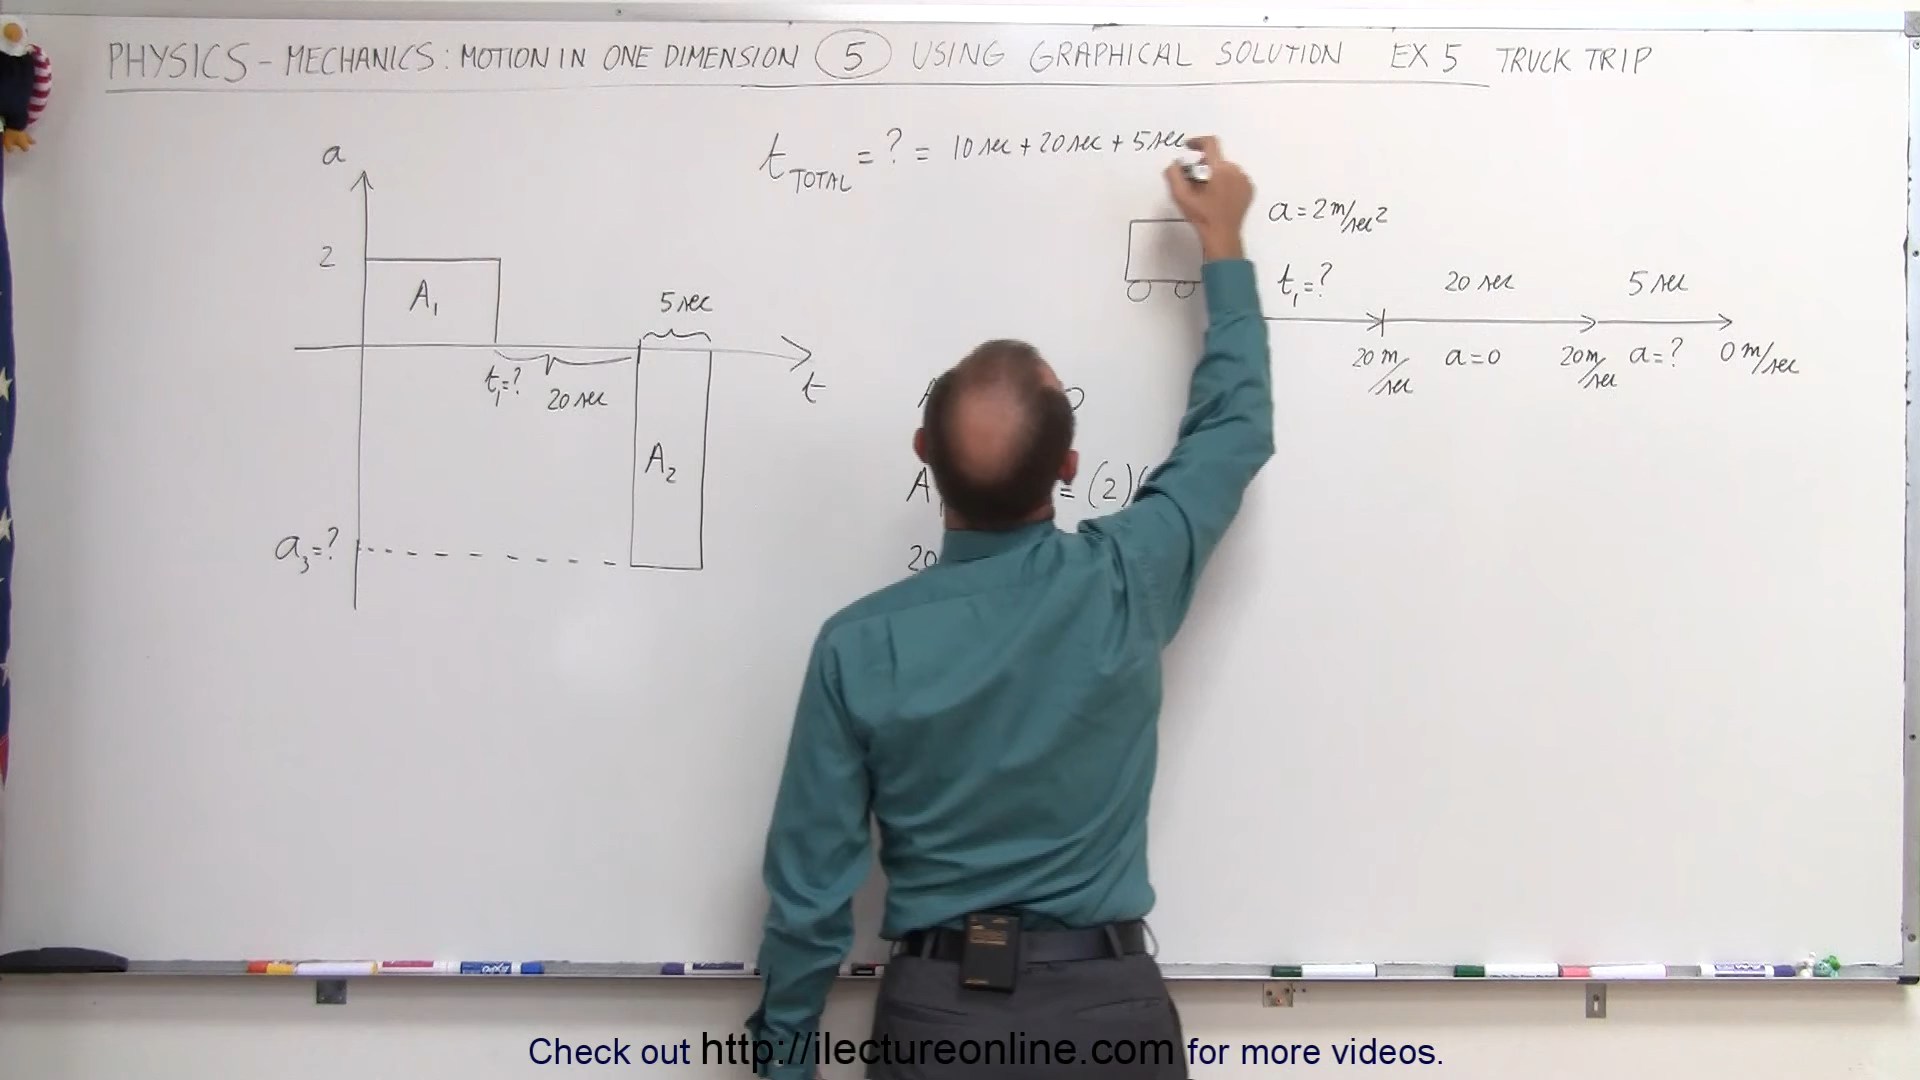 PHYSICS - MECHANICS: MOTION IN ONE DIMENSION 5 USING GRAPHICAL SOLUTION EX 5 TRUCK TRIP
t TOTAL = ? = 10 sec + 20 sec + 5 sec
a
2
A1
5 sec
t1=?
20 sec
t
A2
a3=?
a=2 m/sec2
t1=?
20 sec
5 sec
20 m/sec
a=0
20 m/sec
a=?
0 m/sec
= (2)(
20
Check out http://ilectureonline.com for more videos.